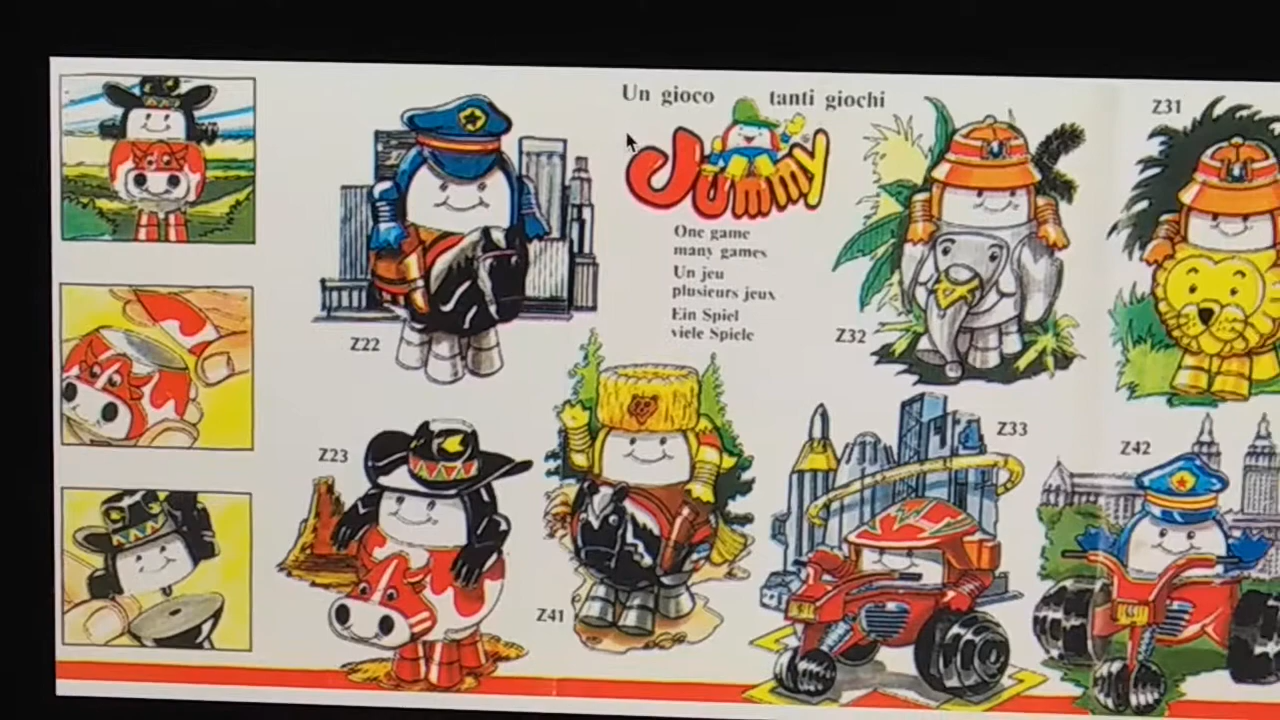 Un gioco tanti giochi
Jummy
One game
many games
Un jeu
plusieurs jeux
Ein Spiel
viele Spiele
Z22
Z32
Z31
Z23
Z41
Z33
Z42